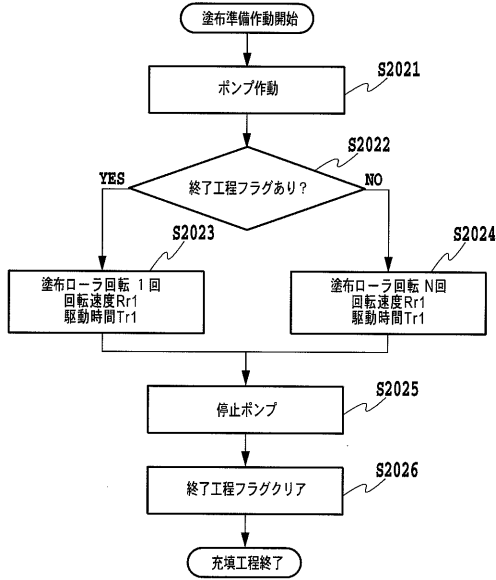 塗布準備作動開始
S2021
ポンプ作動
S2022
終了工程フラグあり？
YES
NO
S2023
塗布ローラ回転 1 回
回転速度Rr1
駆動時間Tr1
S2024
塗布ローラ回転 N回
回転速度Rr1
駆動時間Tr1
S2025
停止ポンプ
S2026
終了工程フラグクリア
充填工程終了